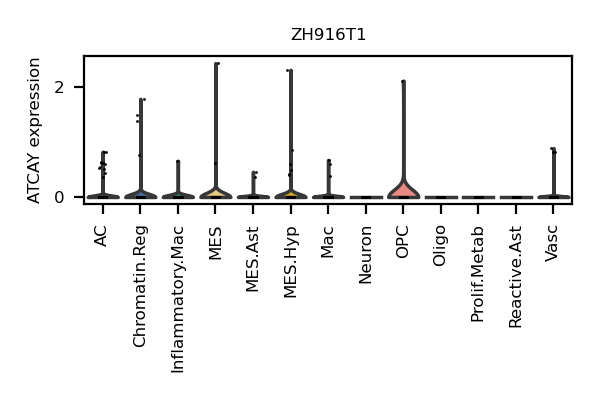 ZH916T1
ATCAY expression
2
0
AC
Chromatin.Reg
Inflammatory.Mac
MES
MES.Ast
MES.Hyp
Mac
Neuron
OPC
Oligo
Prolif.Metab
Reactive.Ast
Vasc